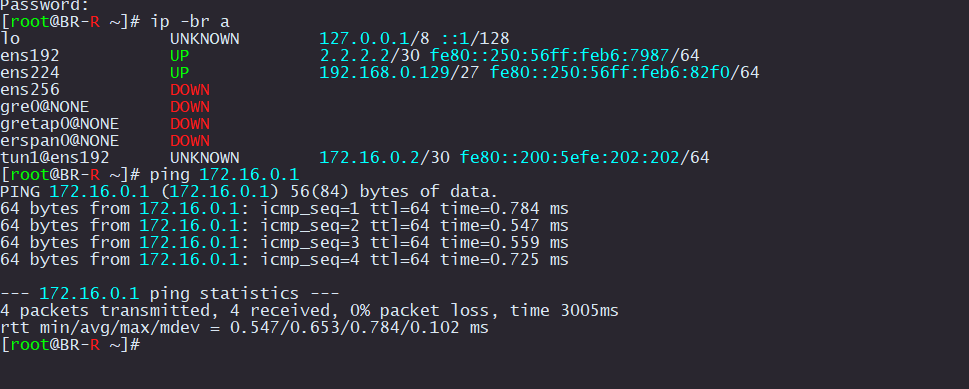 Password:
[root@BR-R ~]# ip -br a
lo UNKNOWN 127.0.0.1/8 ::1/128
ens192 UP 2.2.2.2/30 fe80::250:56ff:feb6:7987/64
ens224 UP 192.168.0.129/27 fe80::250:56ff:feb6:82f0/64
ens256 DOWN
gre0@NONE DOWN
gretap0@NONE DOWN
erspan0@NONE DOWN
tun1@ens192 UNKNOWN 172.16.0.2/30 fe80::200:5efe:202:202/64
[root@BR-R ~]# ping 172.16.0.1
PING 172.16.0.1 (172.16.0.1) 56(84) bytes of data.
64 bytes from 172.16.0.1: icmp_seq=1 ttl=64 time=0.784 ms
64 bytes from 172.16.0.1: icmp_seq=2 ttl=64 time=0.547 ms
64 bytes from 172.16.0.1: icmp_seq=3 ttl=64 time=0.559 ms
64 bytes from 172.16.0.1: icmp_seq=4 ttl=64 time=0.725 ms
--- 172.16.0.1 ping statistics ---
4 packets transmitted, 4 received, 0% packet loss, time 3005ms
rtt min/avg/max/mdev = 0.547/0.653/0.784/0.102 ms
[root@BR-R ~]#